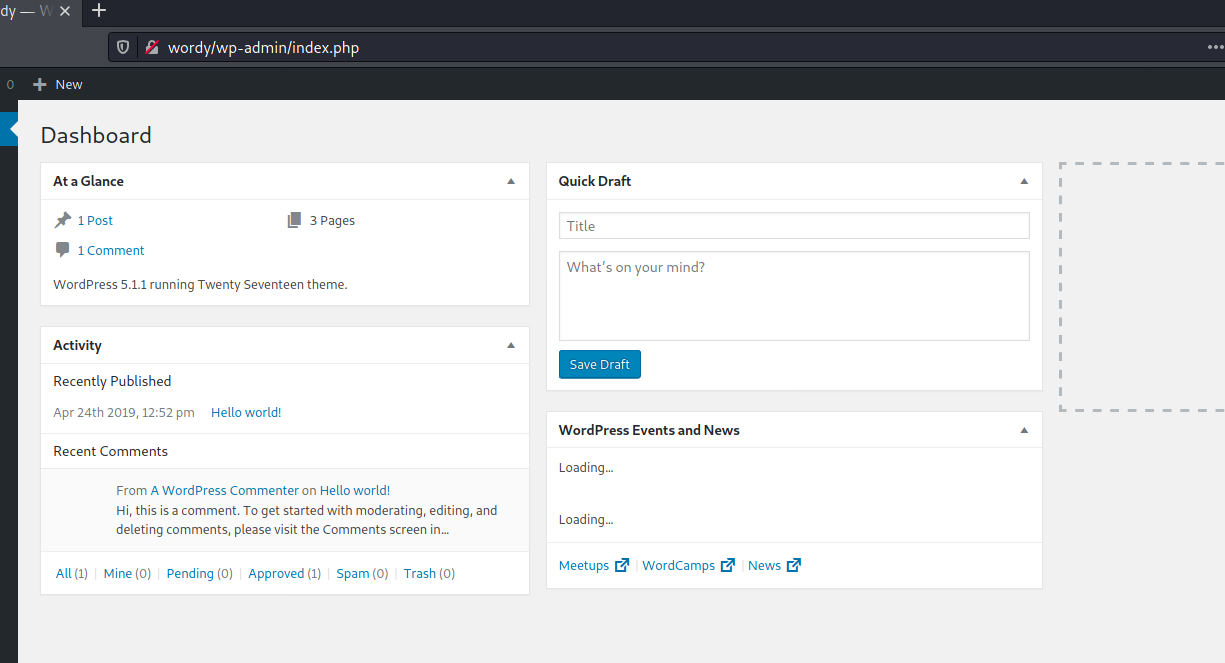 dy — W
wordy/wp-admin/index.php
0 New
Dashboard
At a Glance
1 Post
3 Pages
1 Comment
WordPress 5.1.1 running Twenty Seventeen theme.
Activity
Recently Published
Apr 24th 2019, 12:52 pm Hello world!
Recent Comments
From A WordPress Commenter on Hello world!
Hi, this is a comment. To get started with moderating, editing, and
deleting comments, please visit the Comments screen in…
All (1) | Mine (0) | Pending (0) | Approved (1) | Spam (0) | Trash (0)
Quick Draft
Title
What’s on your mind?
Save Draft
WordPress Events and News
Loading…
Loading…
Meetups | WordCamps | News